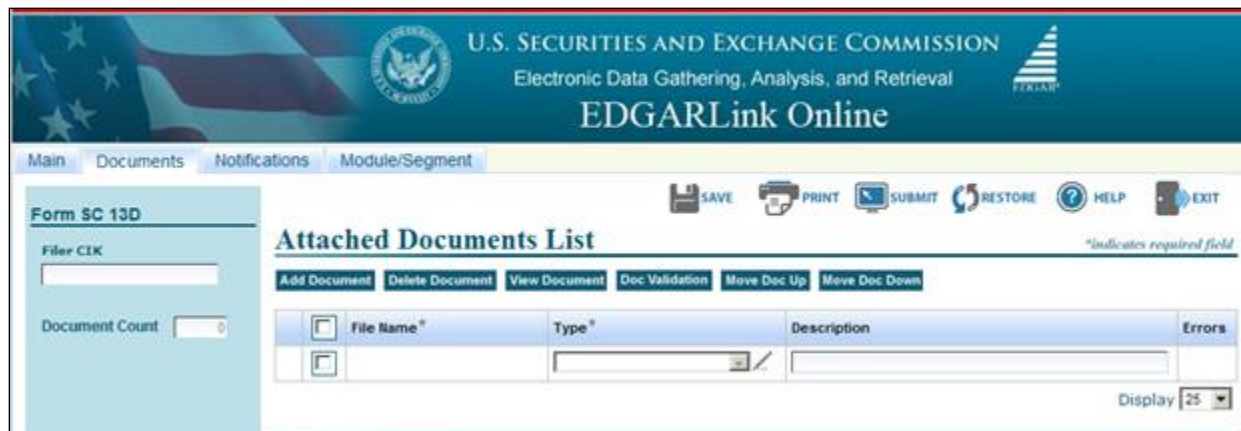 U.S. SECURITIES AND EXCHANGE COMMISSION
Electronic Data Gathering, Analysis, and Retrieval
EDGAR®
EDGARLink Online
Main Documents Notifications Module/Segment
SAVE PRINT SUBMIT RESTORE HELP EXIT
Form SC 13D
Filer CIK
Document Count 0
Attached Documents List
*indicates required field
Add Document Delete Document View Document Doc Validation Move Doc Up Move Doc Down
File Name* Type* Description Errors
Display 25